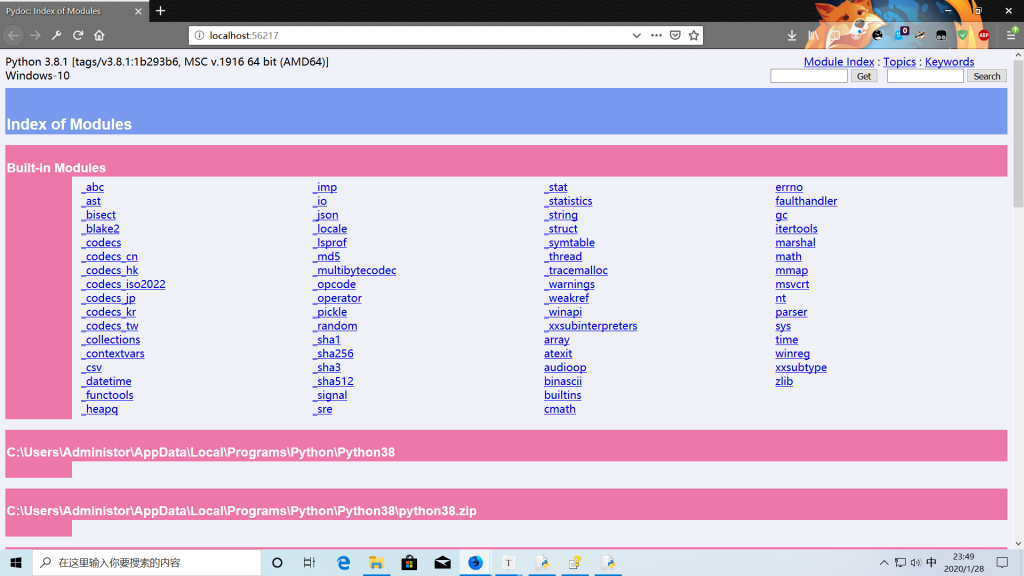 Pydoc: Index of Modules
localhost:56217
0
ABP
Python 3.8.1 [tags/v3.8.1:1b293b6, MSC v.1916 64 bit (AMD64)]
Windows-10
Module Index : Topics : Keywords
Get
Search
Index of Modules
Built-in Modules
_abc
_ast
_bisect
_blake2
_codecs
_codecs_cn
_codecs_hk
_codecs_iso2022
_codecs_jp
_codecs_kr
_codecs_tw
_collections
_contextvars
_csv
_datetime
_functools
_heapq
_imp
_io
_json
_locale
_lsprof
_md5
_multibytecodec
_opcode
_operator
_pickle
_random
_sha1
_sha256
_sha3
_sha512
_signal
_sre
_stat
_statistics
_string
_struct
_symtable
_thread
_tracemalloc
_warnings
_weakref
_winapi
_xxsubinterpreters
array
atexit
audioop
binascii
builtins
cmath
errno
faulthandler
gc
itertools
marshal
math
mmap
msvcrt
nt
parser
sys
time
winreg
xxsubtype
zlib
C:\Users\Administor\AppData\Local\Programs\Python\Python38
C:\Users\Administor\AppData\Local\Programs\Python\Python38\python38.zip
在这里输入你要搜索的内容
T
中
23:49
2020/1/28